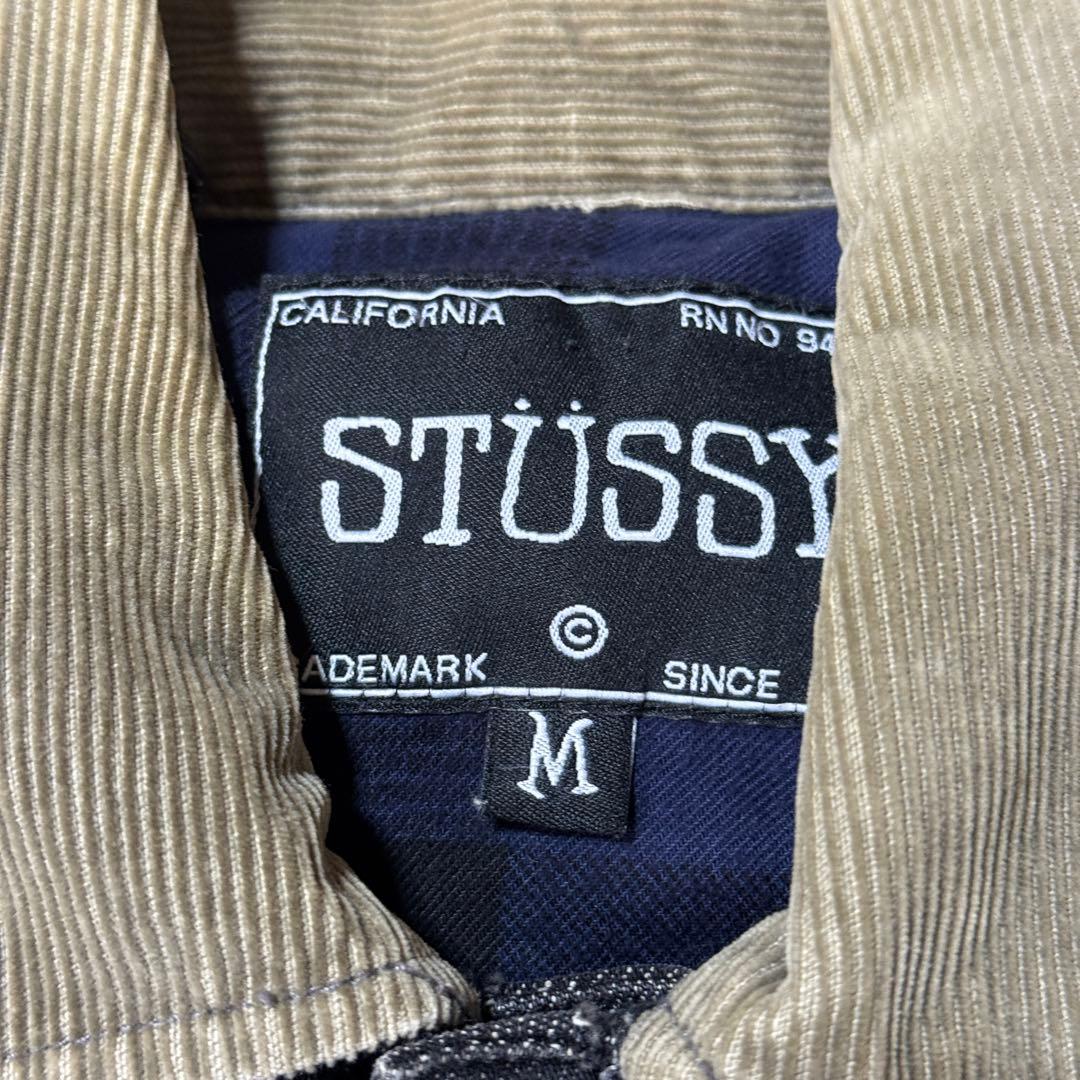 CALIFORNIA RN NO 94
STÜSSY
©
ADEMARK SINCE
M